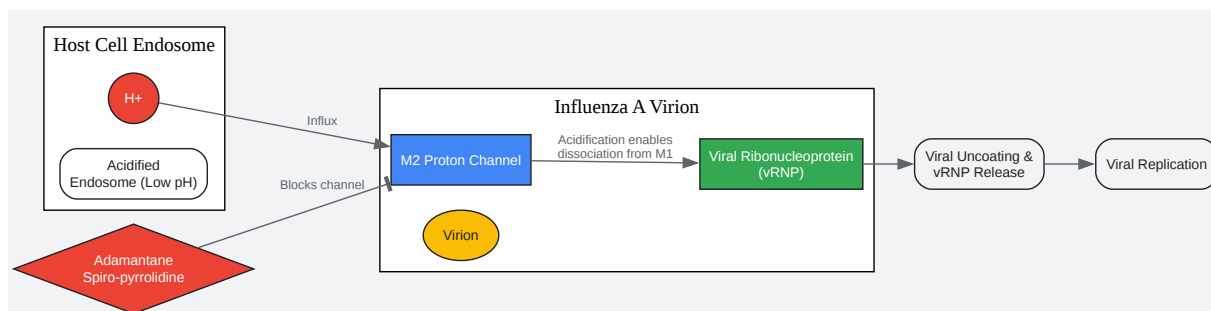 Host Cell Endosome
H+
Acidified
Endosome (Low pH)
Influx
Blocks channel
Adamantane
Spiro-pyrrolidine
Influenza A Virion
M2 Proton Channel
Acidification enables
dissociation from M1
Viral Ribonucleoprotein
(vRNP)
Virion
Viral Uncoating &
vRNP Release
Viral Replication